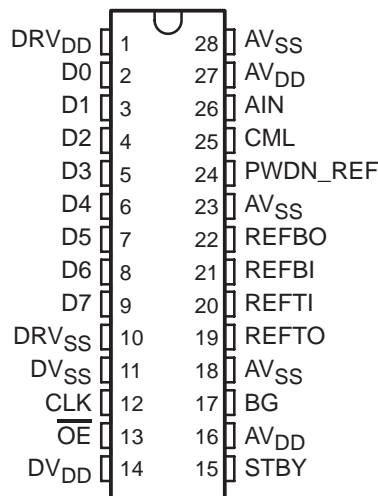 DRVDD 1 28 AVSS
D0 2 27 AVDD
D1 3 26 AIN
D2 4 25 CML
D3 5 24 PWDN_REF
D4 6 23 AVSS
D5 7 22 REFBO
D6 8 21 REFBI
D7 9 20 REFTI
DRVSS 10 19 REFTO
DVSS 11 18 AVSS
CLK 12 17 BG
OE 13 16 AVDD
DVDD 14 15 STBY